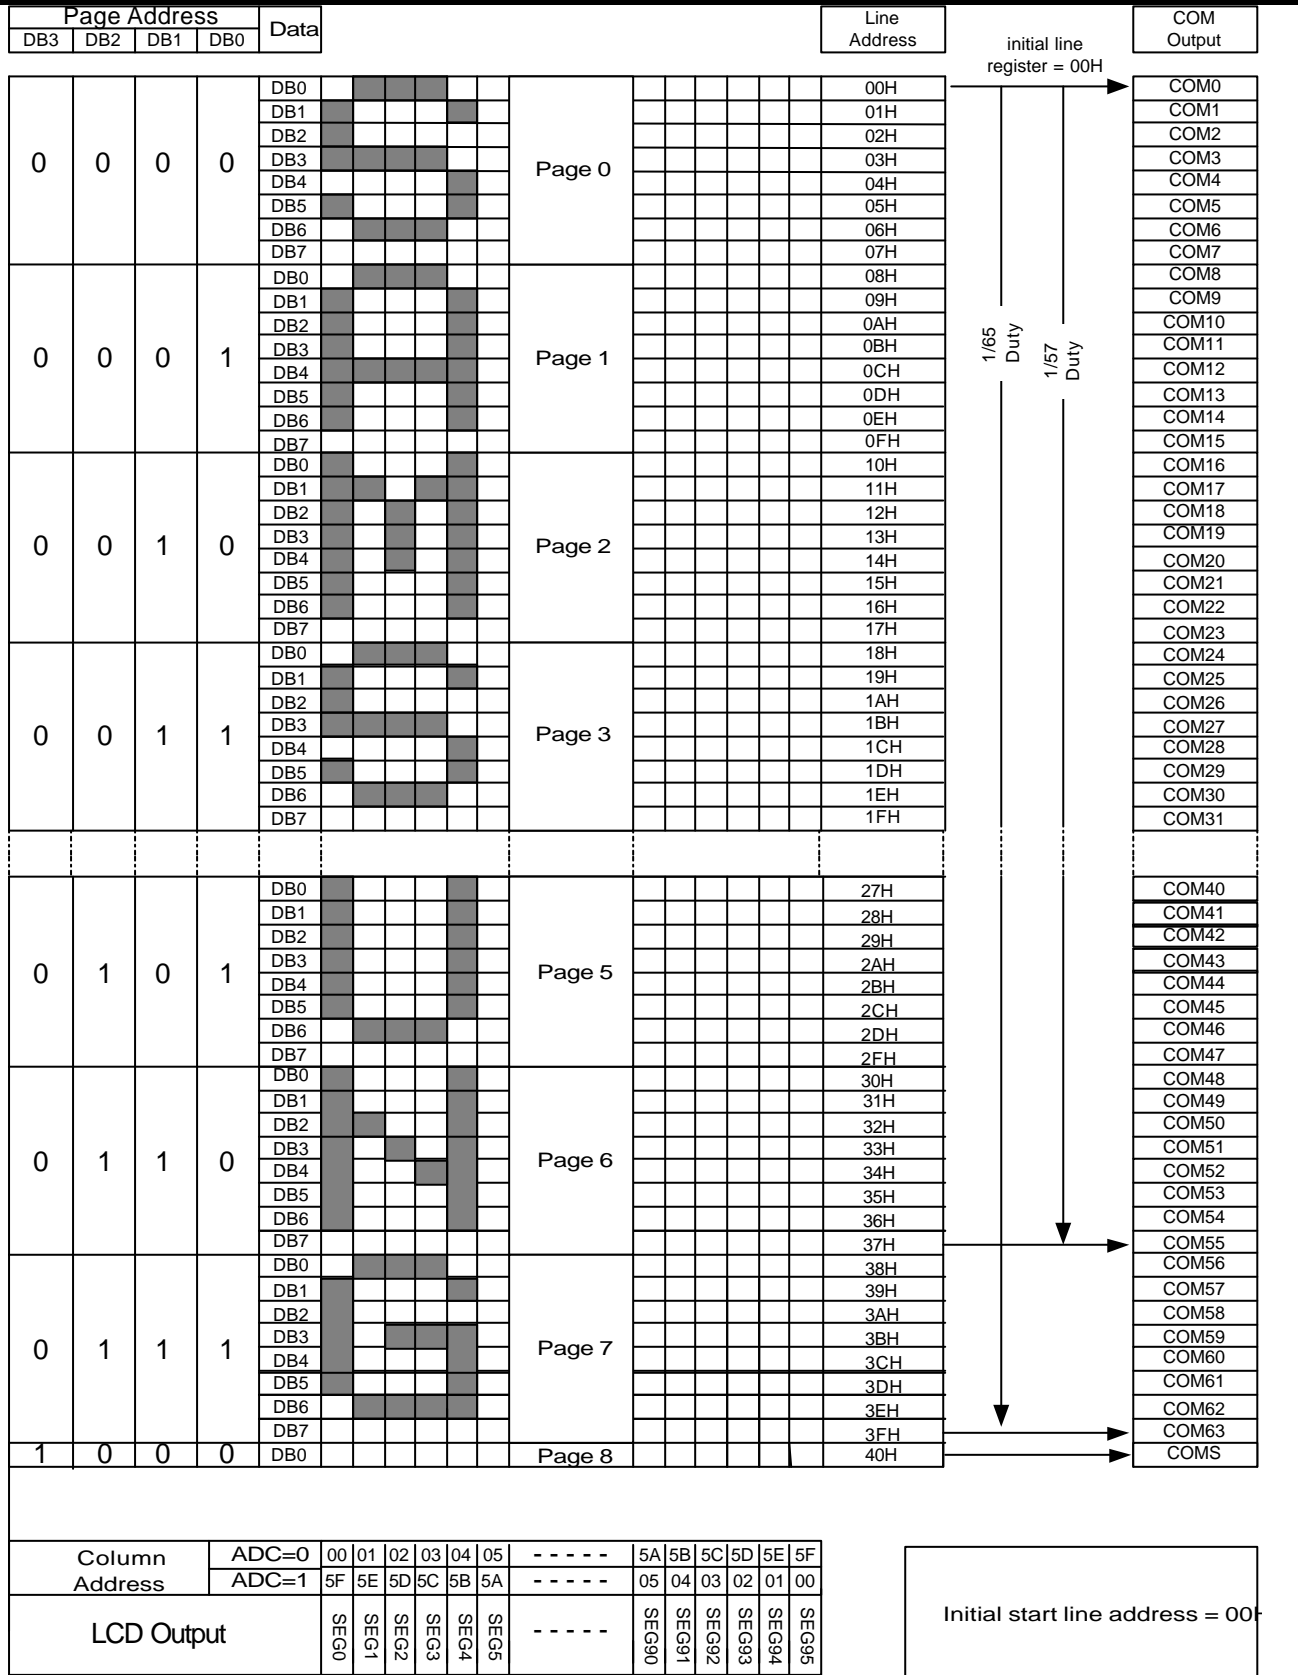 Page Address Data Line Address COM Output
DB3 DB2 DB1 DB0
initial line
register = 00H
0 0 0 0 Page 0
DB0 00H COM0
DB1 01H COM1
DB2 02H COM2
DB3 03H COM3
DB4 04H COM4
DB5 05H COM5
DB6 06H COM6
DB7 07H COM7
0 0 0 1 Page 1
DB0 08H COM8
DB1 09H COM9
DB2 0AH COM10
DB3 0BH COM11
DB4 0CH COM12
DB5 0DH COM13
DB6 0EH COM14
DB7 0FH COM15
1/65 Duty
1/57 Duty
0 0 1 0 Page 2
DB0 10H COM16
DB1 11H COM17
DB2 12H COM18
DB3 13H COM19
DB4 14H COM20
DB5 15H COM21
DB6 16H COM22
DB7 17H COM23
0 0 1 1 Page 3
DB0 18H COM24
DB1 19H COM25
DB2 1AH COM26
DB3 1BH COM27
DB4 1CH COM28
DB5 1DH COM29
DB6 1EH COM30
DB7 1FH COM31
0 1 0 1 Page 5
DB0 27H COM40
DB1 28H COM41
DB2 29H COM42
DB3 2AH COM43
DB4 2BH COM44
DB5 2CH COM45
DB6 2DH COM46
DB7 2FH COM47
0 1 1 0 Page 6
DB0 30H COM48
DB1 31H COM49
DB2 32H COM50
DB3 33H COM51
DB4 34H COM52
DB5 35H COM53
DB6 36H COM54
DB7 37H COM55
0 1 1 1 Page 7
DB0 38H COM56
DB1 39H COM57
DB2 3AH COM58
DB3 3BH COM59
DB4 3CH COM60
DB5 3DH COM61
DB6 3EH COM62
DB7 3FH COM63
1 0 0 0 DB0 Page 8 40H COMS
Column Address
ADC=0 00 01 02 03 04 05 - - - - - 5A 5B 5C 5D 5E 5F
ADC=1 5F 5E 5D 5C 5B 5A - - - - - 05 04 03 02 01 00
LCD Output SEG0 SEG1 SEG2 SEG3 SEG4 SEG5 - - - - - SEG90 SEG91 SEG92 SEG93 SEG94 SEG95
Initial start line address = 00H